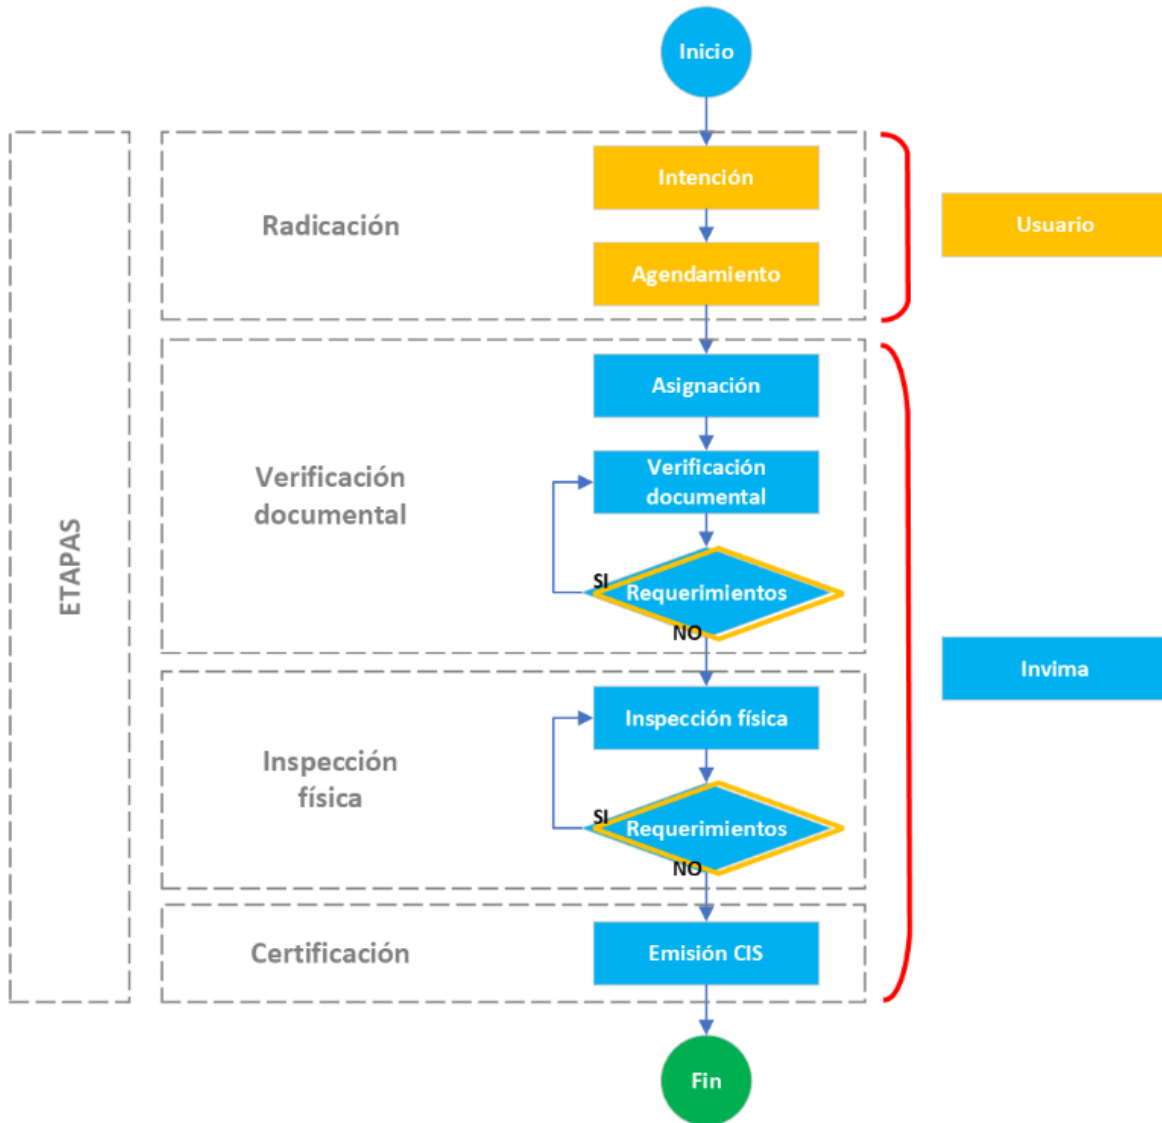 Inicio
ETAPAS
Radicación
Intención
Agendamiento
Usuario
Verificación
documental
Asignación
Verificación
documental
SI
Requerimientos
NO
Invima
Inspección
física
Inspección física
SI
Requerimientos
NO
Certificación
Emisión CIS
Fin